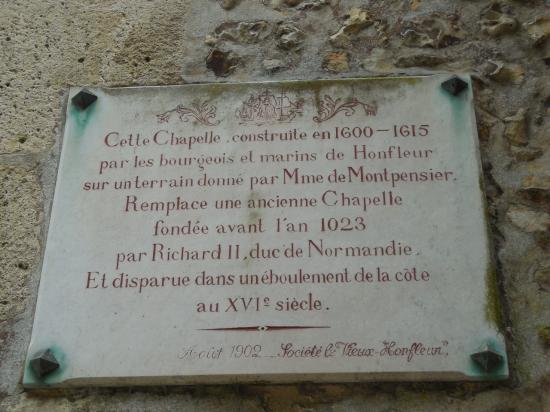 Cette Chapelle, construite en 1600-1615
par les bourgeois et marins de Honfleur
sur un terrain donné par Mme de Montpensier.
Remplace une ancienne Chapelle
fondée avant l'an 1023
par Richard II, duc de Normandie.
Et disparue dans un éboulement de la côte
au XVIe siècle.
Août 1902 - Société le Vieux-Honfleur.